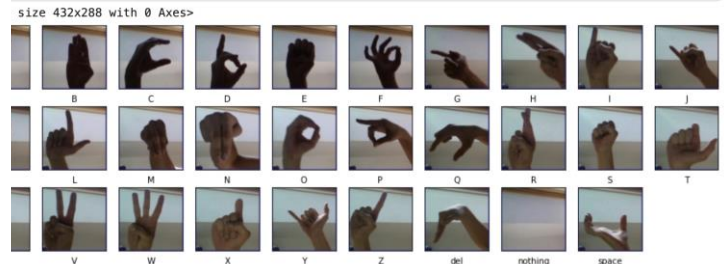 size 432x288 with 0 Axes>
B C D E F G H I J
L M N O P Q R S T
V W X Y Z del nothing space